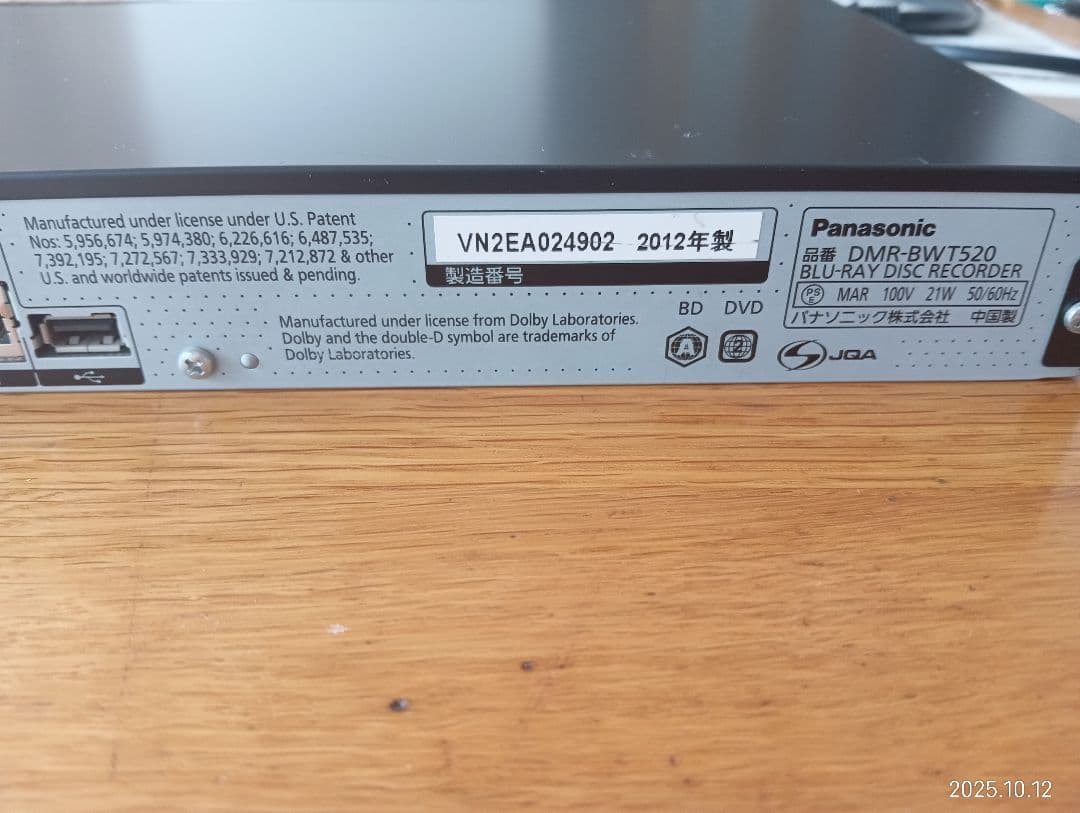 Manufactured under license under U.S. Patent
Nos: 5,956,674; 5,974,380; 6,226,616; 6,487,535;
7,392,195; 7,272,567; 7,333,929; 7,212,872 & other
U.S. and worldwide patents issued & pending.
VN2EA024902 2012年製
製造番号
Panasonic
品番 DMR-BWT520
BLU-RAY DISC RECORDER
PS E MAR 100V 21W 50/60Hz
パナソニック株式会社 中国製
Manufactured under license from Dolby Laboratories.
Dolby and the double-D symbol are trademarks of
Dolby Laboratories.
BD DVD
A 2
JQA
2025.10.12